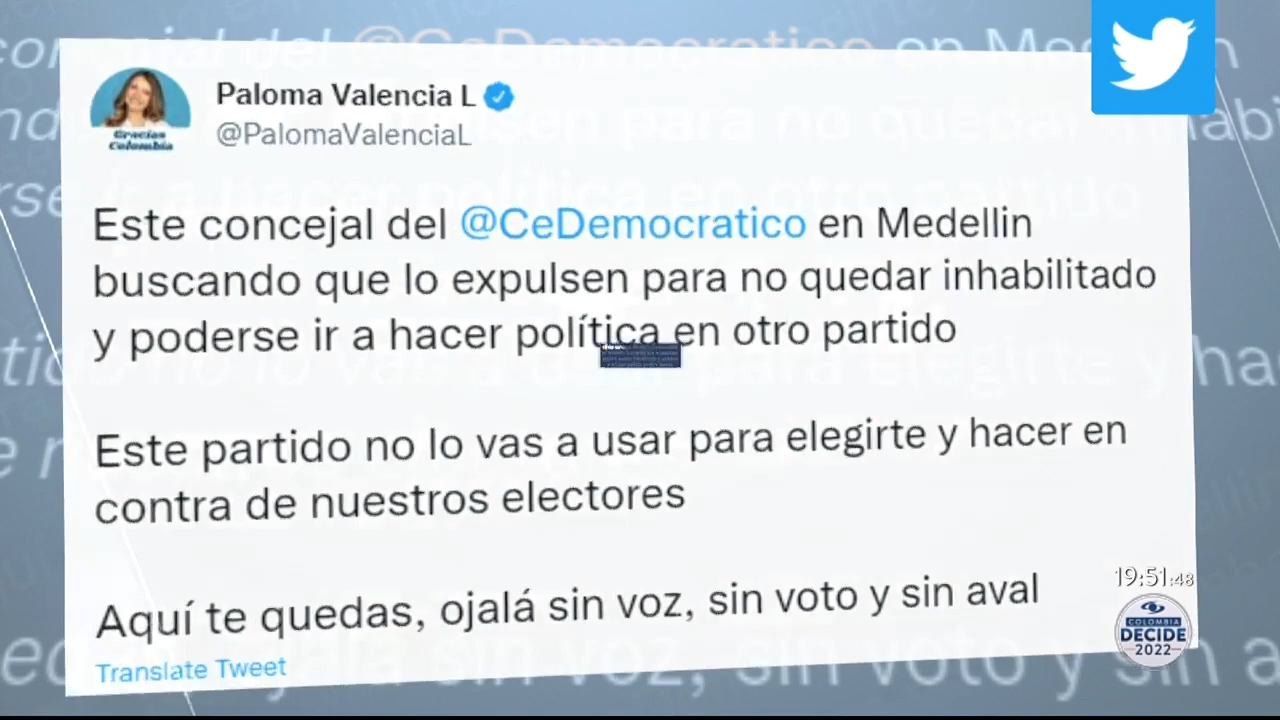 Paloma Valencia L
@PalomaValenciaL
Gracias
Colombia
Este concejal del @CeDemocratico en Medellin
buscando que lo expulsen para no quedar inhabilitado
y poderse ir a hacer política en otro partido
Este partido no lo vas a usar para elegirte y hacer en
contra de nuestros electores
Aquí te quedas, ojalá sin voz, sin voto y sin aval
Translate Tweet
19:51:48
COLOMBIA
DECIDE
2022